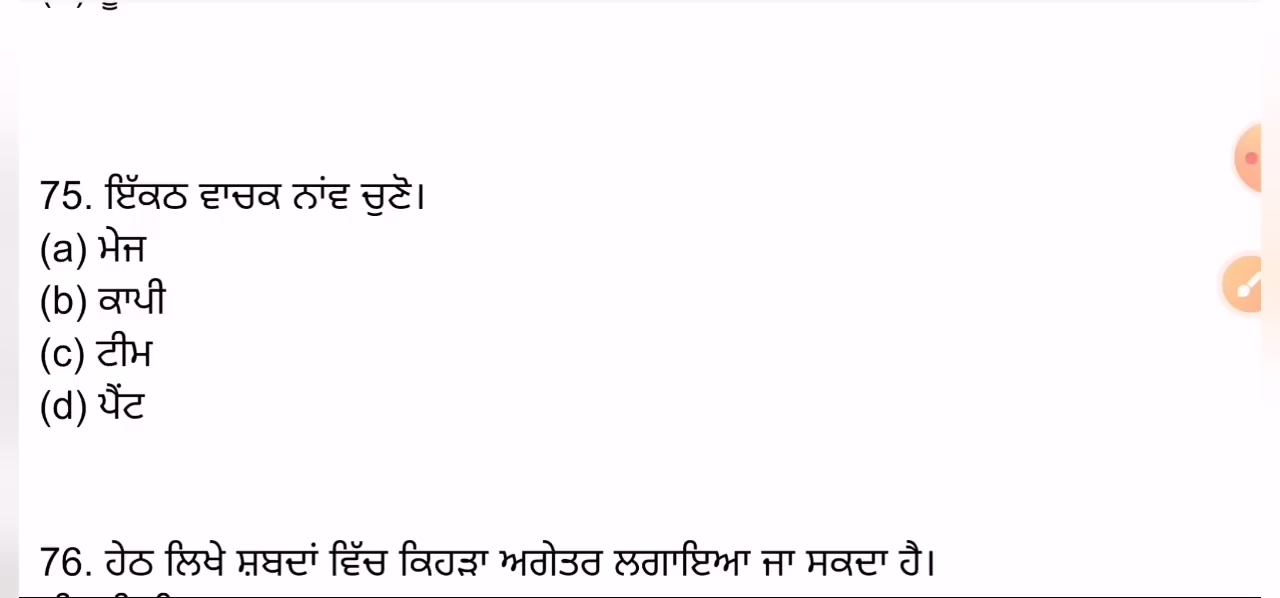 75. ਇੱਕਠ ਵਾਚਕ ਨਾਂਵ ਚੁਣੋ।
(a) ਮੇਜ
(b) ਕਾਪੀ
(c) ਟੀਮ
(d) ਪੈਂਟ
76. ਹੇਠ ਲਿਖੇ ਸ਼ਬਦਾਂ ਵਿੱਚ ਕਿਹੜਾ ਅਗੇਤਰ ਲਗਾਇਆ ਜਾ ਸਕਦਾ ਹੈ।